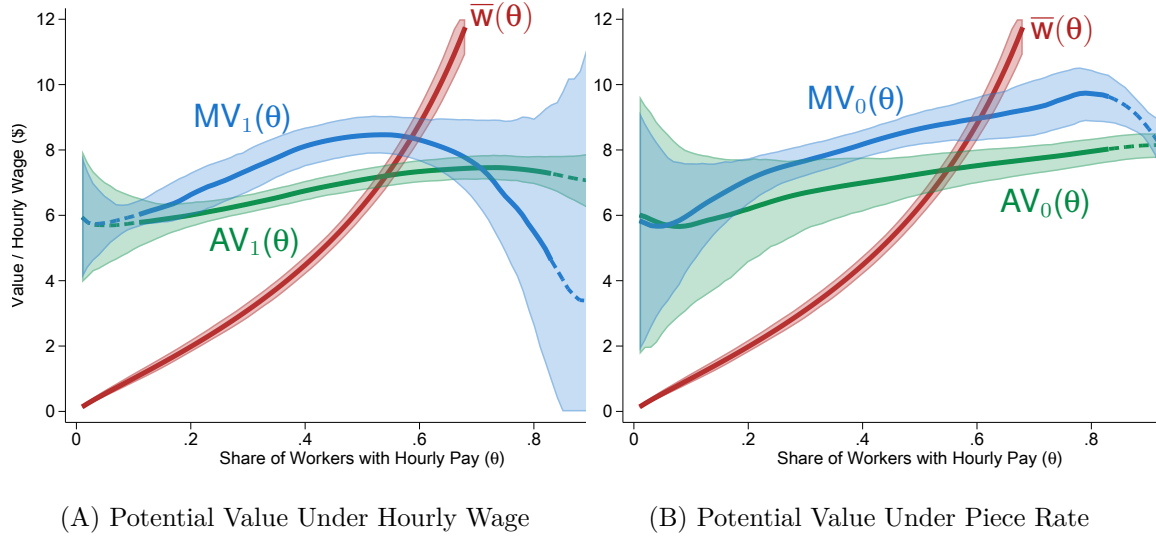 12
10
8
6
4
2
0
Value / Hourly Wage ($)
w̅(θ)
MV₁(θ)
AV₁(θ)
0 .2 .4 .6 .8
Share of Workers with Hourly Pay (θ)
(A) Potential Value Under Hourly Wage
12
10
8
6
4
2
0
w̅(θ)
MV₀(θ)
AV₀(θ)
0 .2 .4 .6 .8
Share of Workers with Hourly Pay (θ)
(B) Potential Value Under Piece Rate